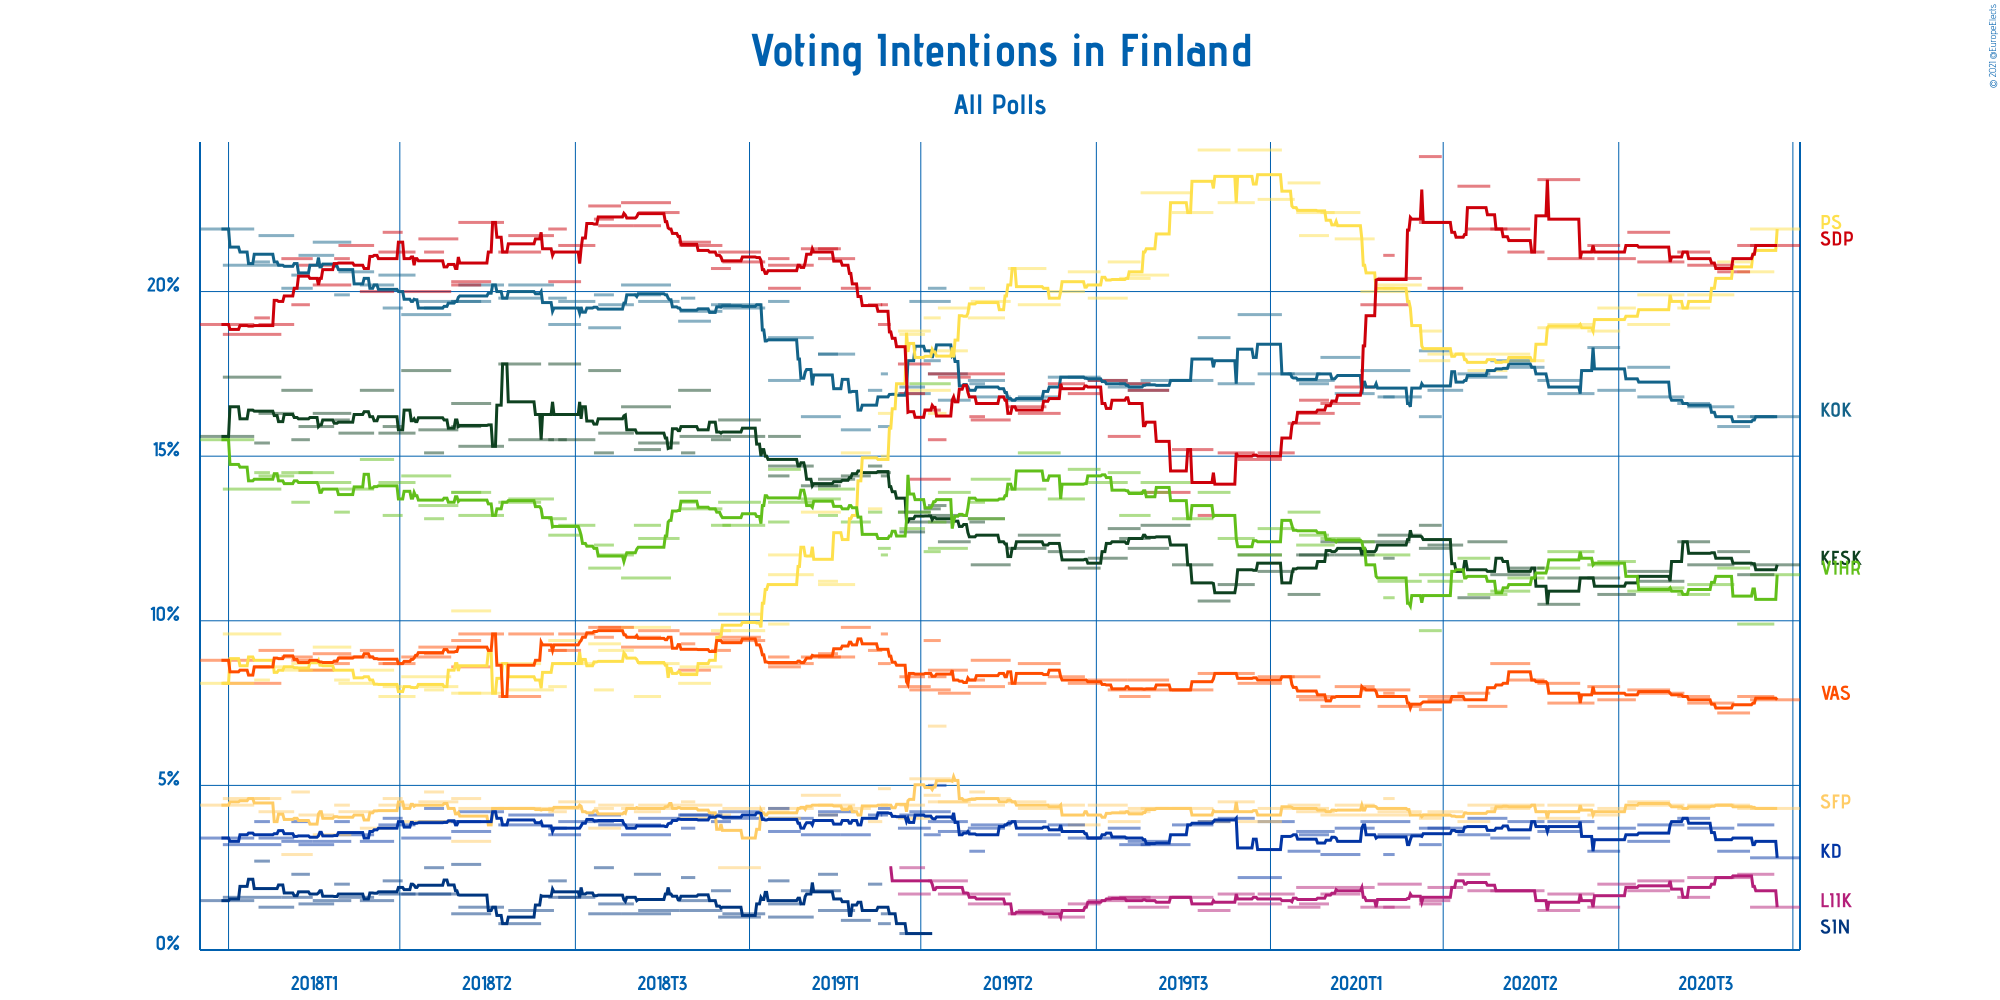 Voting Intentions in Finland
All Polls
© 2021 @EuropeElects
20%
15%
10%
5%
0%
PS
SDP
KOK
KESK
VIHR
VAS
SFP
KD
LIIK
SIN
2018T1
2018T2
2018T3
2019T1
2019T2
2019T3
2020T1
2020T2
2020T3